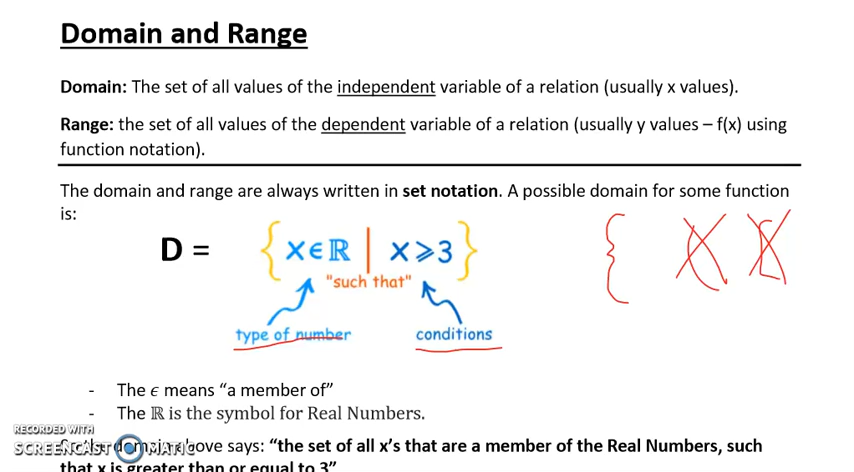 Domain and Range
Domain: The set of all values of the independent variable of a relation (usually x values).
Range: the set of all values of the dependent variable of a relation (usually y values – f(x) using
function notation).
The domain and range are always written in set notation. A possible domain for some function
is:
D = {x∈ℝ | x⩾3}
"such that"
type of number conditions
- The ϵ means “a member of”
- The ℝ is the symbol for Real Numbers.
RECORDED WITH
SCREENCAST MATIC
above says: “the set of all x’s that are a member of the Real Numbers, such
that x is greater than or equal to 3”